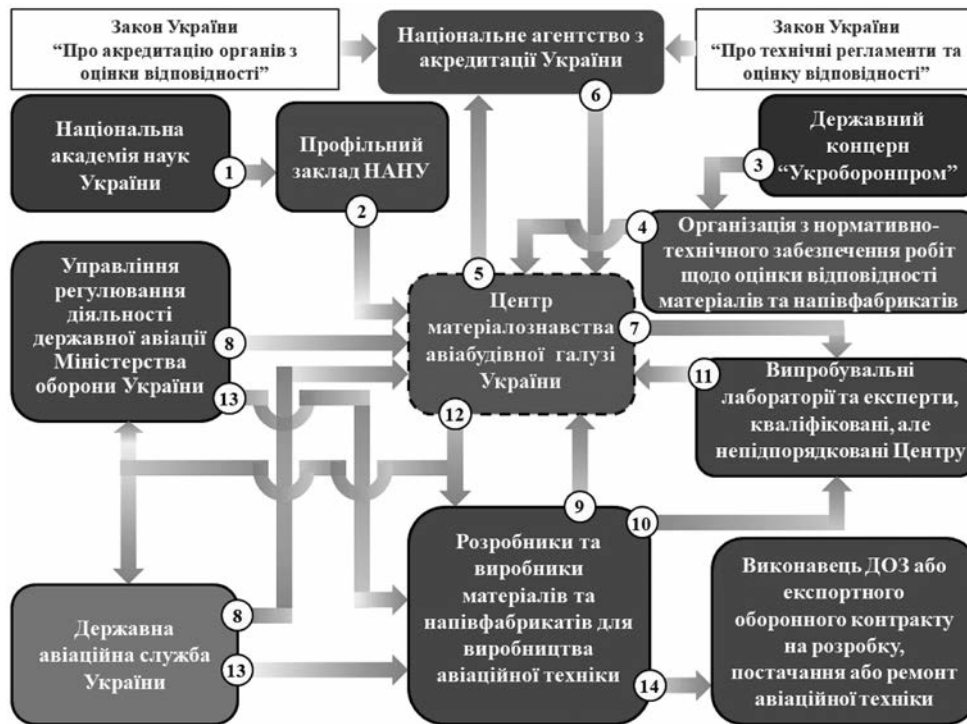 Закон України
“Про акредитацію органів з
оцінки відповідності”
Національне агентство з
акредитації України
Закон України
“Про технічні регламенти та
оцінку відповідності”
6
Національна
академія наук
України
1
Профільний
заклад НАНУ
2
Державний
концерн
“Укроборонпром”
3
4
Організація з нормативно-
технічного забезпечення робіт
щодо оцінки відповідності
матеріалів та напівфабрикатів
Управління
регулювання
діяльності
державної авіації
Міністерства
оборони України
8
13
5
Центр
матеріалознавства
авіабудівної галузі
України
7
12
11
Випробувальні
лабораторії та експерти,
кваліфіковані, але
непідпорядковані Центру
9
10
Розробники та
виробники
матеріалів та
напівфабрикатів для
виробництва
авіаційної техніки
14
Державна
авіаційна служба
України
8
13
Виконавець ДОЗ або
експортного
оборонного контракту
на розробку,
постачання або ремонт
авіаційної техніки